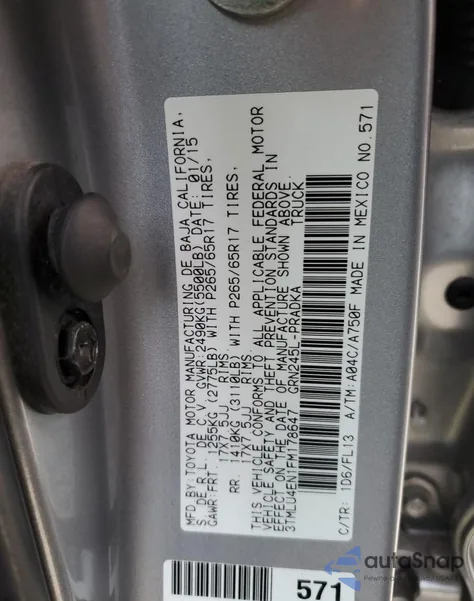 MFD.BY:TOYOTA MOTOR MANUFACTURING DE BAJA CALIFORNIA,
S. DE R.L. DE C.V. GVWR:2490KG(5500LB) DATE: 01/15
GAWR:FRT. 1255KG (2775LB) WITH P265/65R17 TIRES,
17X7.5JJ RIMS
RR. 1410KG (3110LB) WITH P265/65R17 TIRES,
17X7.5JJ RIMS
THIS VEHICLE CONFORMS TO ALL APPLICABLE FEDERAL MOTOR
VEHICLE SAFETY AND THEFT PREVENTION STANDARDS IN
EFFECT ON THE DATE OF MANUFACTURE SHOWN ABOVE.
3TMLU4EN1FM178647 GRN245L-PRADKA TRUCK
C/TR: 1D6/FL13 A/TM:A04C/A750F MADE IN MEXICO NO.571
571
autoSnap